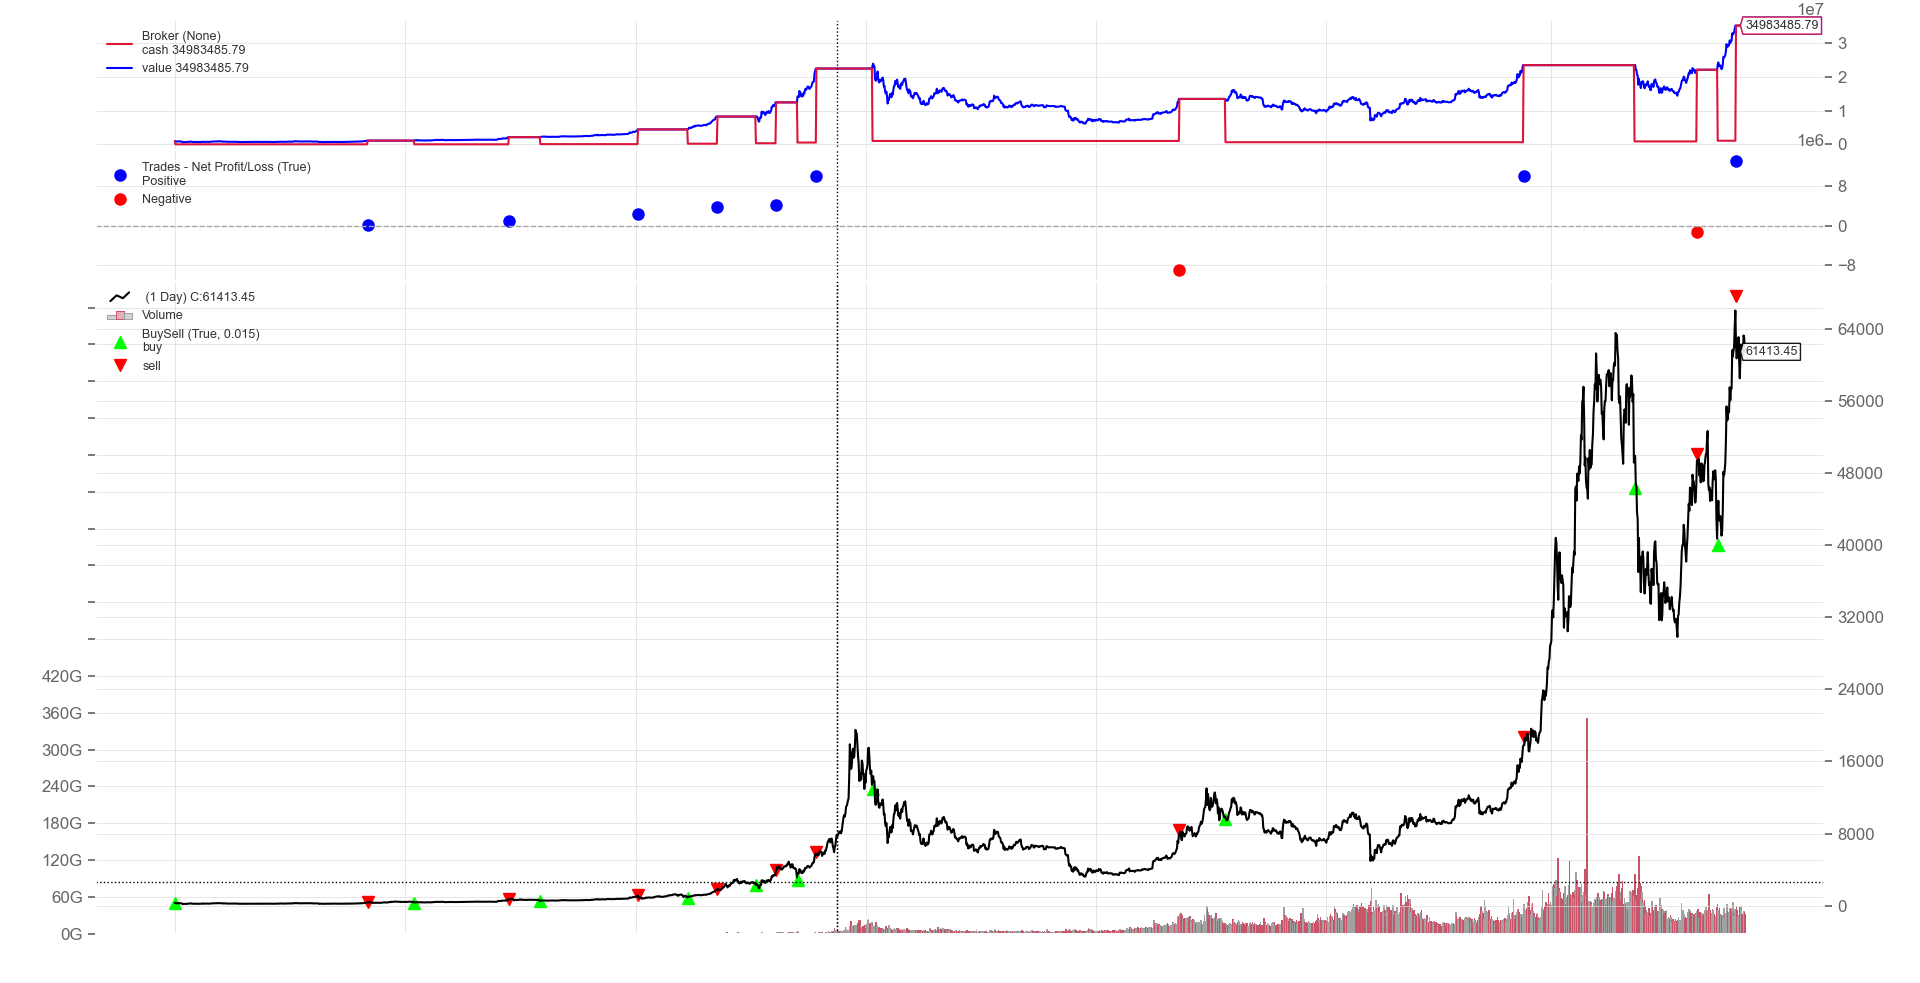 1e7
Broker (None)
cash 34983485.79
value 34983485.79
34983485.79
3
2
1
0
1e6
Trades - Net Profit/Loss (True)
Positive
Negative
8
0
−8
(1 Day) C:61413.45
Volume
BuySell (True, 0.015)
buy
sell
64000
61413.45
56000
48000
40000
32000
24000
16000
8000
0
420G
360G
300G
240G
180G
120G
60G
0G